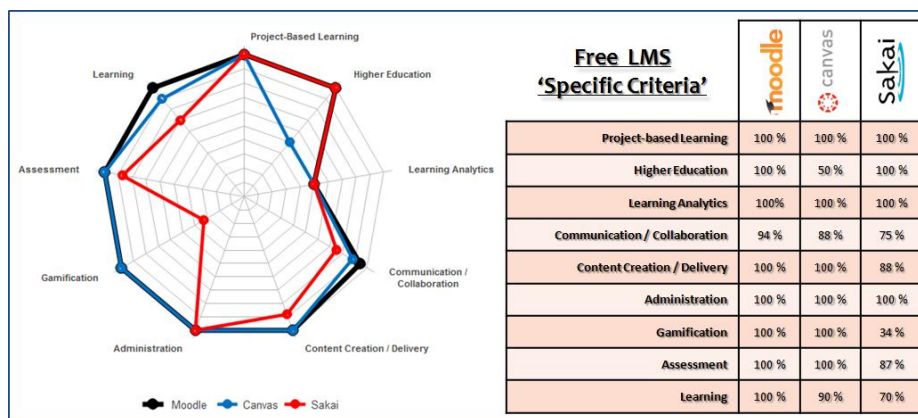 Project-Based Learning
Higher Education
Learning Analytics
Communication /
Collaboration
Content Creation / Delivery
Administration
Gamification
Assessment
Learning
Moodle Canvas Sakai
Free LMS
‘Specific Criteria’
moodle canvas Sakai
Project-based Learning 100 % 100 % 100 %
Higher Education 100 % 50 % 100 %
Learning Analytics 100% 100 % 100 %
Communication / Collaboration 94 % 88 % 75 %
Content Creation / Delivery 100 % 100 % 88 %
Administration 100 % 100 % 100 %
Gamification 100 % 100 % 34 %
Assessment 100 % 100 % 87 %
Learning 100 % 90 % 70 %